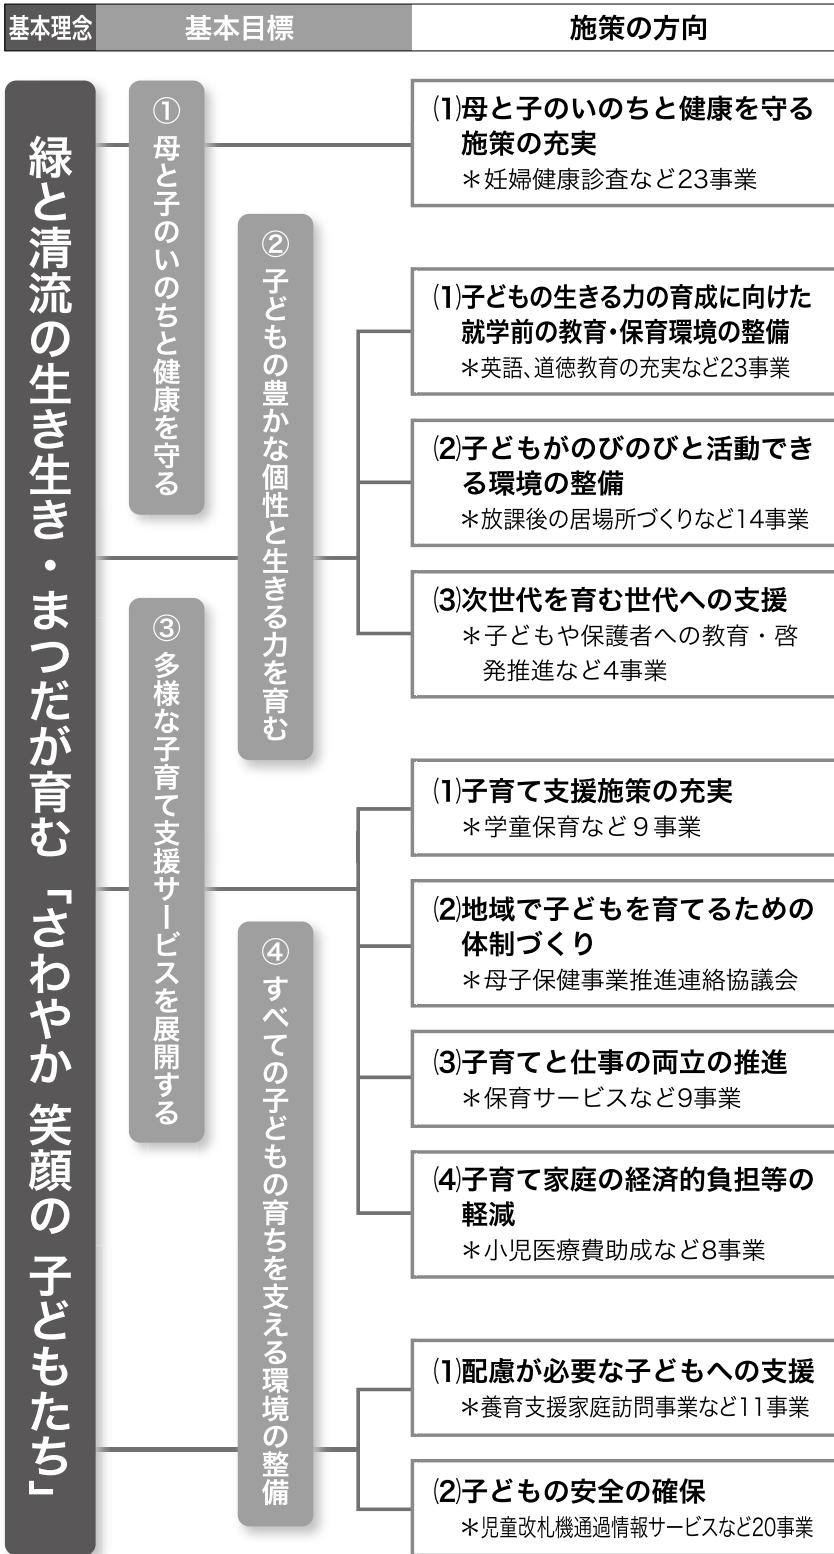 基本理念
基本目標
施策の方向
緑と清流の生き生き・まつだが育む「さわやか 笑顔の 子どもたち」
① 母と子のいのちと健康を守る
⑴母と子のいのちと健康を守る
施策の充実
＊妊婦健康診査など23事業
② 子どもの豊かな個性と生きる力を育む
⑴子どもの生きる力の育成に向けた
就学前の教育・保育環境の整備
＊英語、道徳教育の充実など23事業
⑵子どもがのびのびと活動でき
る環境の整備
＊放課後の居場所づくりなど14事業
⑶次世代を育む世代への支援
＊子どもや保護者への教育・啓
発推進など4事業
③ 多様な子育て支援サービスを展開する
⑴子育て支援施策の充実
＊学童保育など９事業
⑵地域で子どもを育てるための
体制づくり
＊母子保健事業推進連絡協議会
⑶子育てと仕事の両立の推進
＊保育サービスなど9事業
⑷子育て家庭の経済的負担等の
軽減
＊小児医療費助成など8事業
④ すべての子どもの育ちを支える環境の整備
⑴配慮が必要な子どもへの支援
＊養育支援家庭訪問事業など11事業
⑵子どもの安全の確保
＊児童改札機通過情報サービスなど20事業